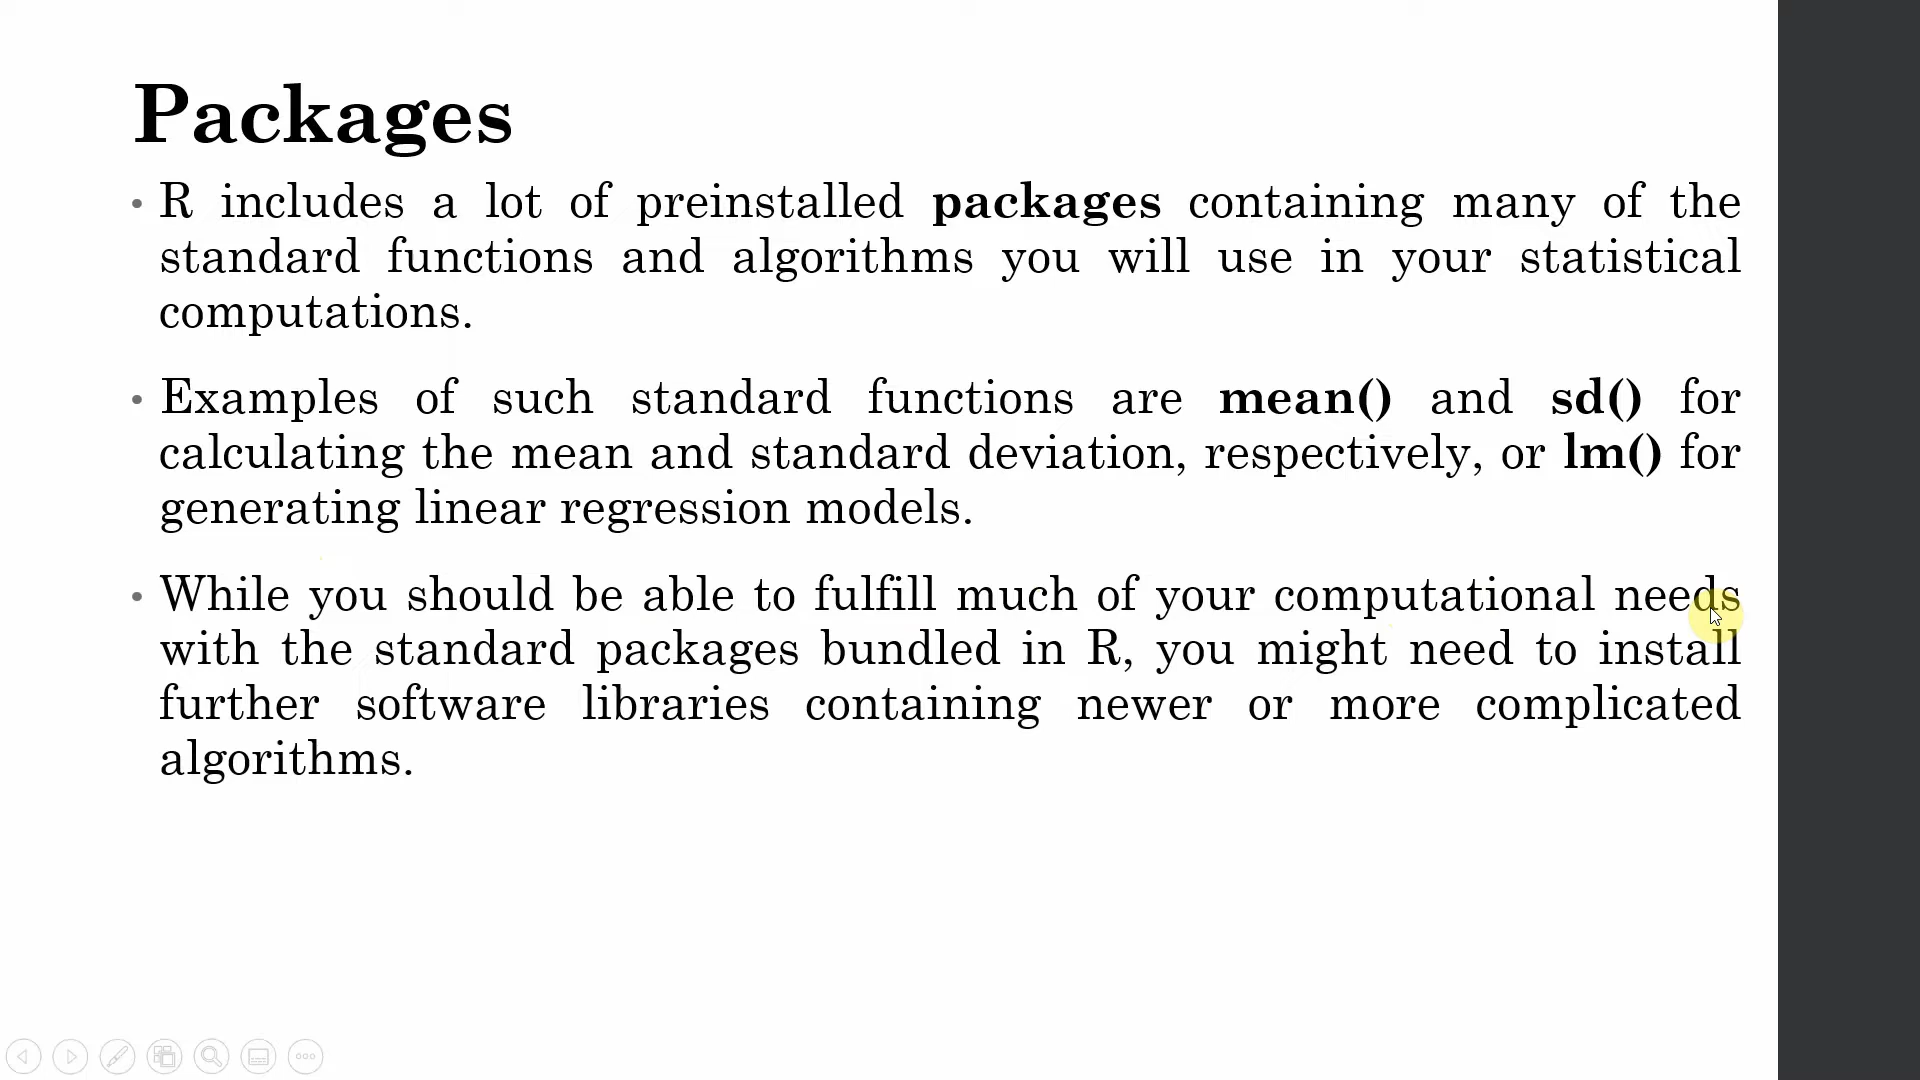 Packages
• R includes a lot of preinstalled packages containing many of the
standard functions and algorithms you will use in your statistical
computations.
• Examples of such standard functions are mean() and sd() for
calculating the mean and standard deviation, respectively, or lm() for
generating linear regression models.
• While you should be able to fulfill much of your computational needs
with the standard packages bundled in R, you might need to install
further software libraries containing newer or more complicated
algorithms.